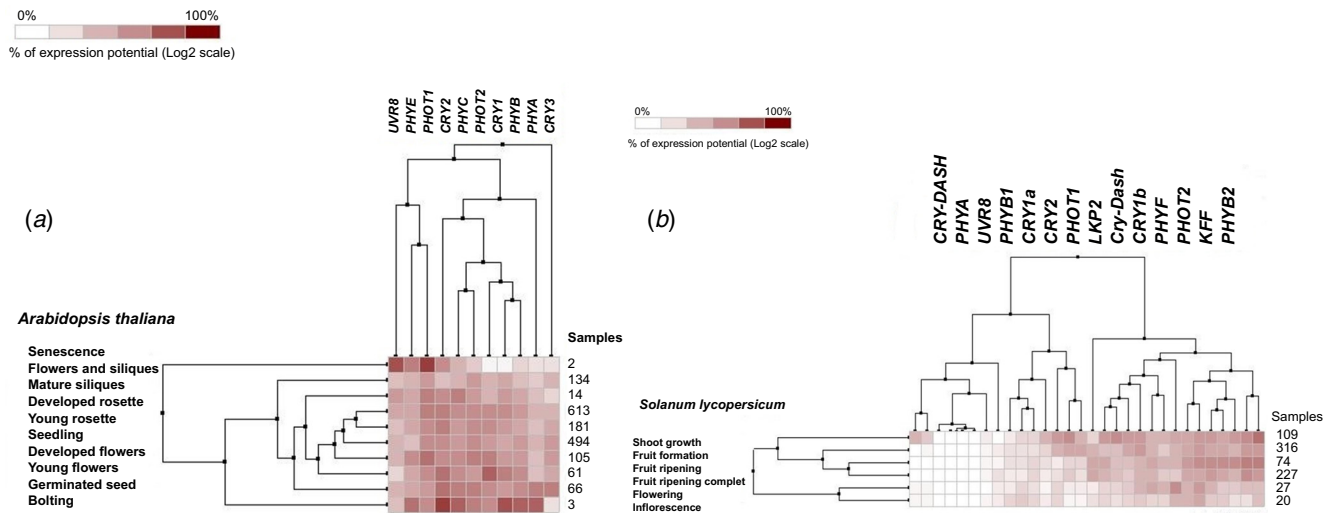 0% 100%
% of expression potential (Log2 scale)
(a)
UVR8
PHYE
PHOT1
CRY2
PHYC
PHOT2
CRY1
PHYB
PHYA
CRY3
Arabidopsis thaliana
Samples
Senescence
Flowers and siliques
Mature siliques
Developed rosette
Young rosette
Seedling
Developed flowers
Young flowers
Germinated seed
Bolting
2
134
14
613
181
494
105
61
66
3
0% 100%
% of expression potential (Log2 scale)
(b)
CRY-DASH
PHYA
UVR8
PHYB1
CRY1a
CRY2
PHOT1
LKP2
Cry-Dash
CRY1b
PHYF
PHOT2
KFF
PHYB2
Solanum lycopersicum
Samples
Shoot growth
Fruit formation
Fruit ripening
Fruit ripening complet
Flowering
Inflorescence
109
316
74
227
27
20